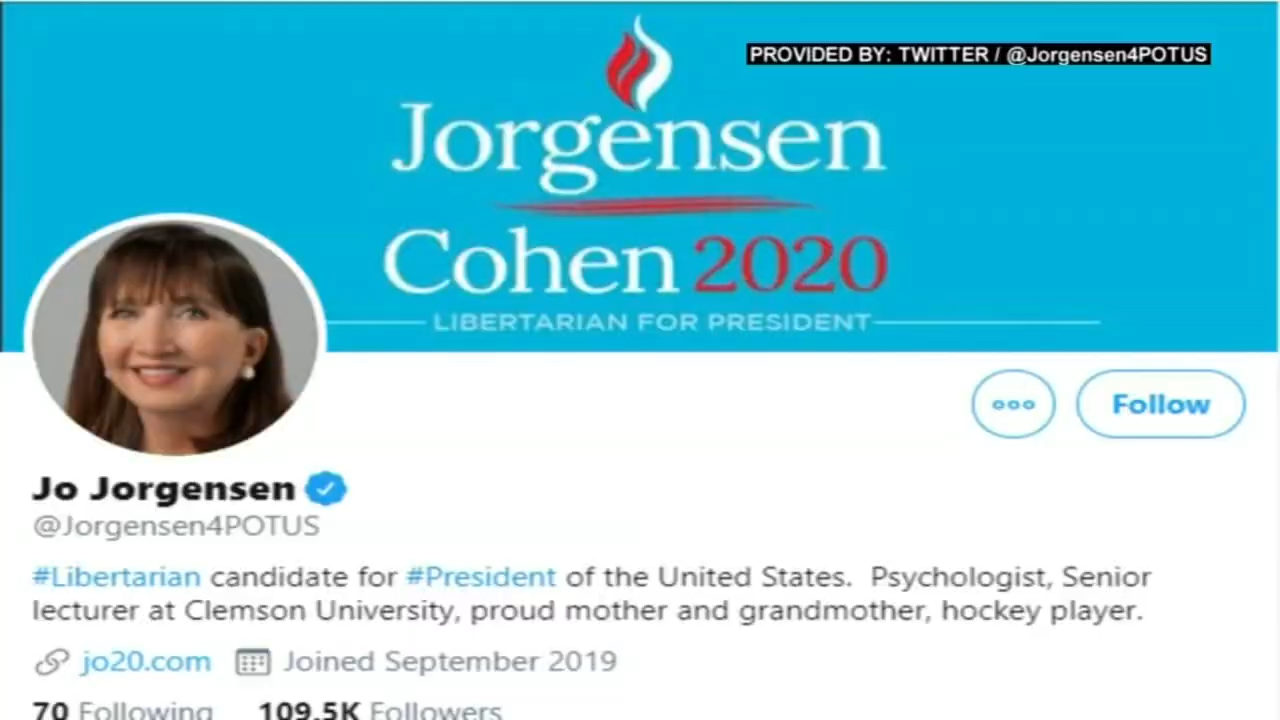 PROVIDED BY: TWITTER / @Jorgensen4POTUS
Jorgensen
Cohen 2020
LIBERTARIAN FOR PRESIDENT
Follow
Jo Jorgensen
@Jorgensen4POTUS
#Libertarian candidate for #President of the United States. Psychologist, Senior
lecturer at Clemson University, proud mother and grandmother, hockey player.
jo20.com Joined September 2019
70 Following 109.5K Followers